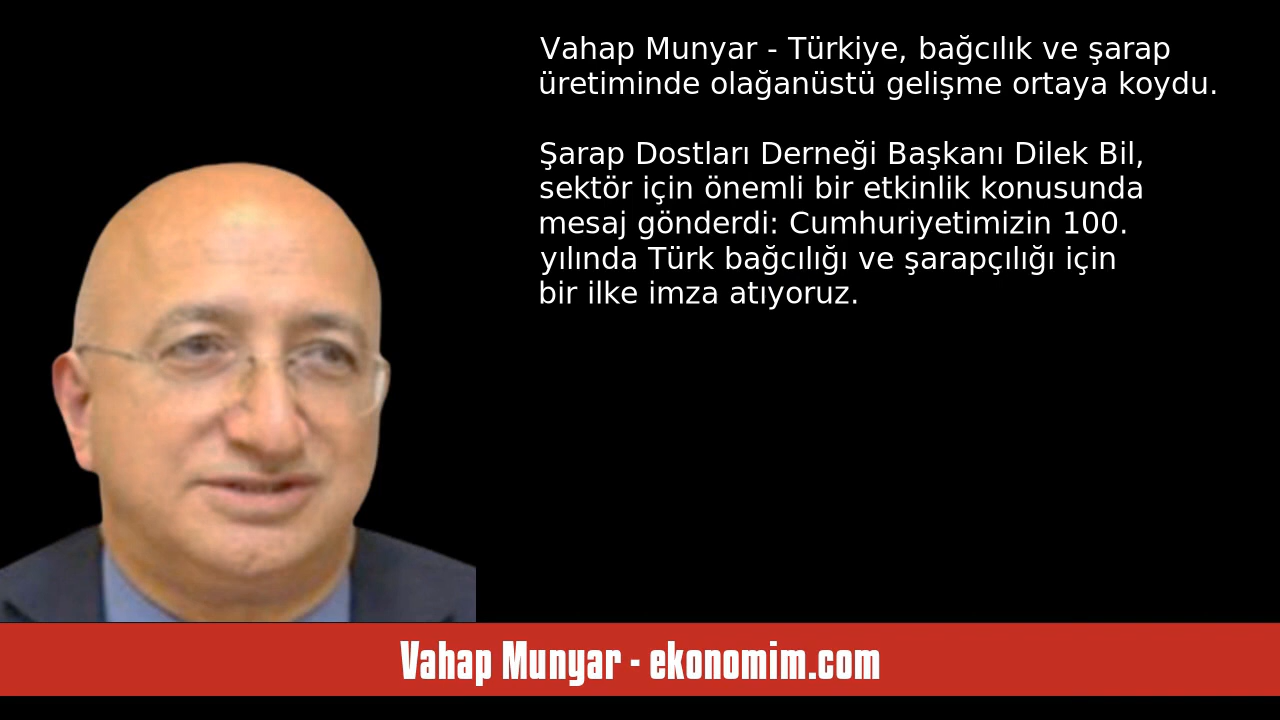 Vahap Munyar - Türkiye, bağcılık ve şarap
üretiminde olağanüstü gelişme ortaya koydu.
Şarap Dostları Derneği Başkanı Dilek Bil,
sektör için önemli bir etkinlik konusunda
mesaj gönderdi: Cumhuriyetimizin 100.
yılında Türk bağcılığı ve şarapçılığı için
bir ilke imza atıyoruz.
Vahap Munyar - ekonomim.com